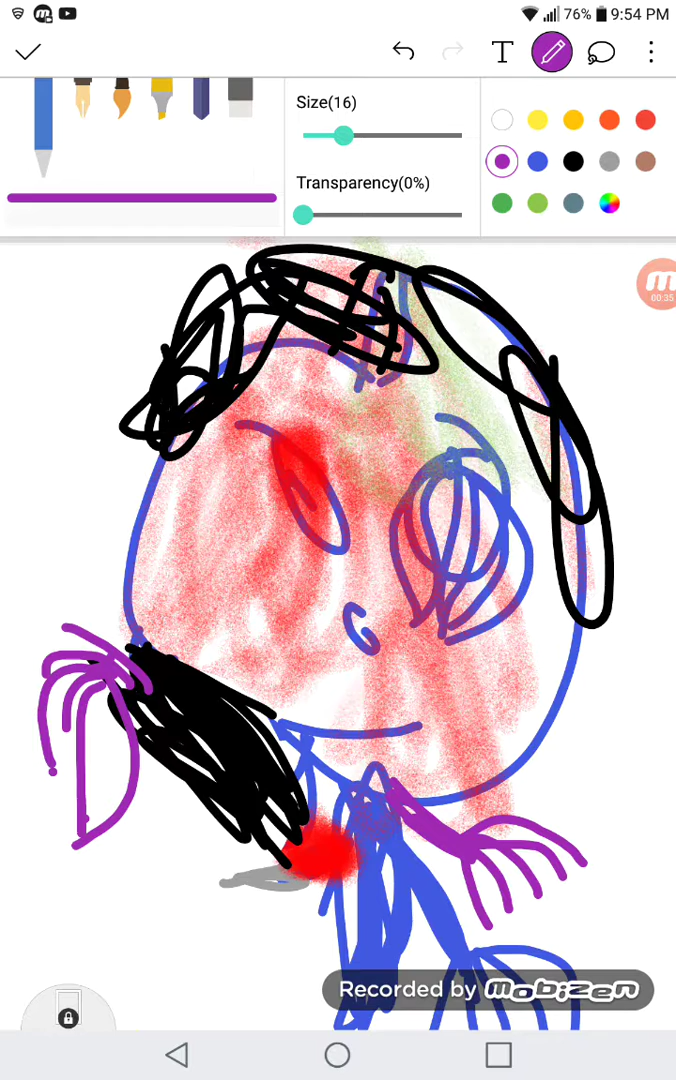 76% 9:54 PM
T
Size(16)
Transparency(0%)
00:35
Recorded by mobizen